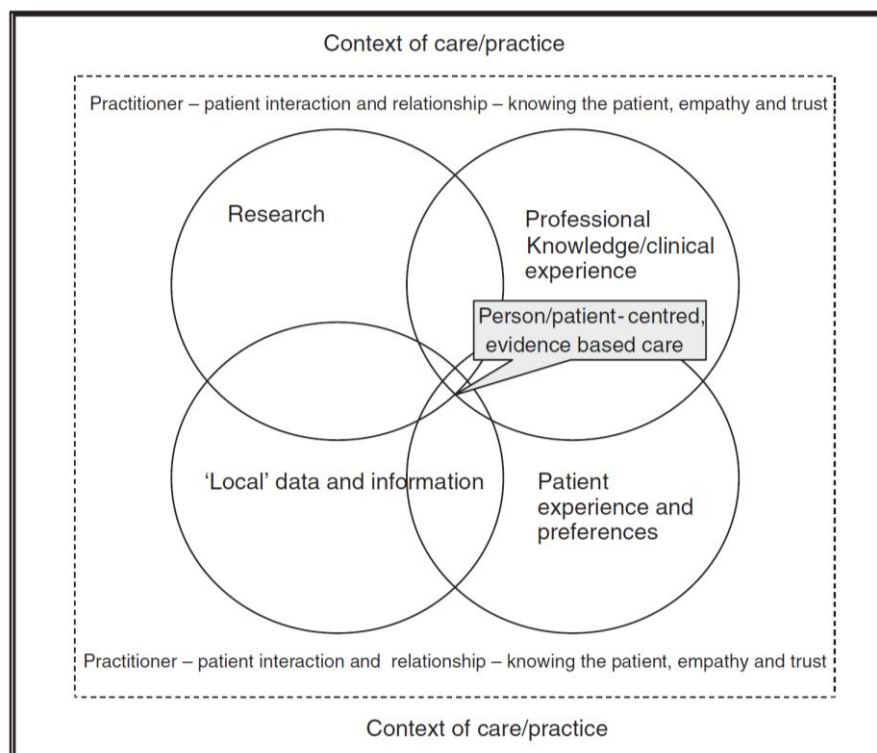 Context of care/practice
Practitioner – patient interaction and relationship – knowing the patient, empathy and trust
Research
Professional
Knowledge/clinical
experience
Person/patient-centred,
evidence based care
'Local' data and information
Patient
experience and
preferences
Practitioner – patient interaction and relationship – knowing the patient, empathy and trust
Context of care/practice